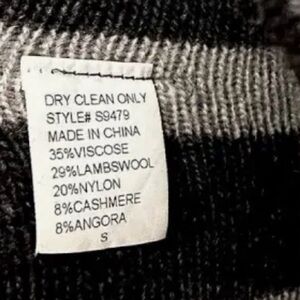 DRY CLEAN ONLY
STYLE# S9479
MADE IN CHINA
35%VISCOSE
29%LAMBSWOOL
20%NYLON
8%CASHMERE
8%ANGORA
S